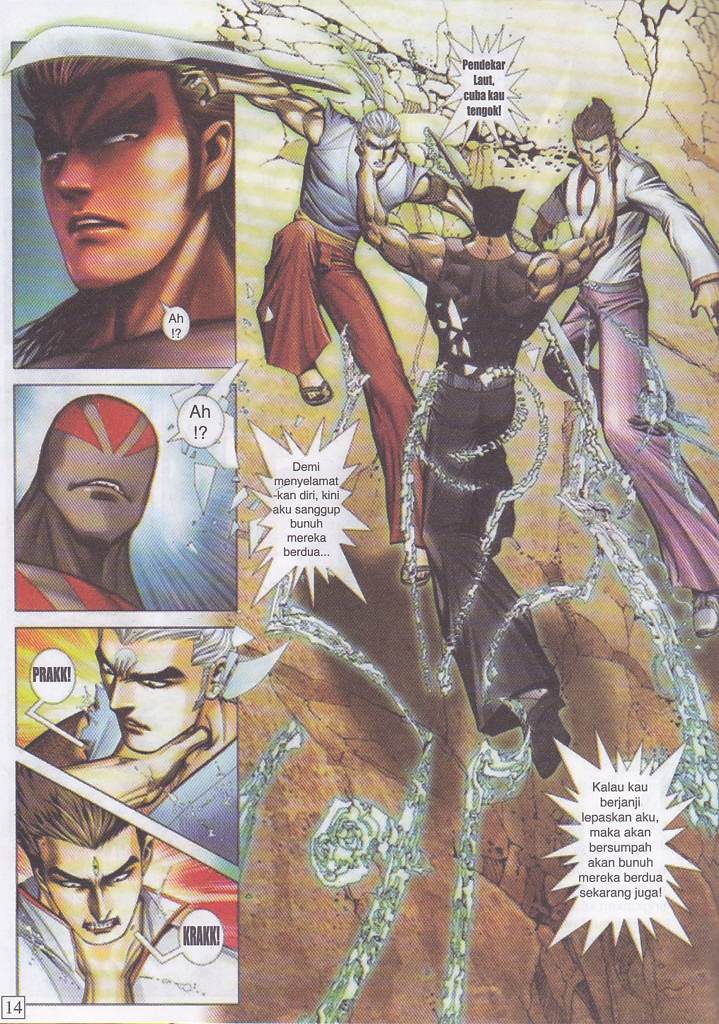 Pendekar
Laut,
cuba kau
tengok!
Ah
!?
Ah
!?
Demi
menyelamat
-kan diri, kini
aku sanggup
bunuh
mereka
berdua...
PRAKK!
KRAKK!
Kalau kau
berjanji
lepaskan aku,
maka akan
bersumpah
akan bunuh
mereka berdua
sekarang juga!
14